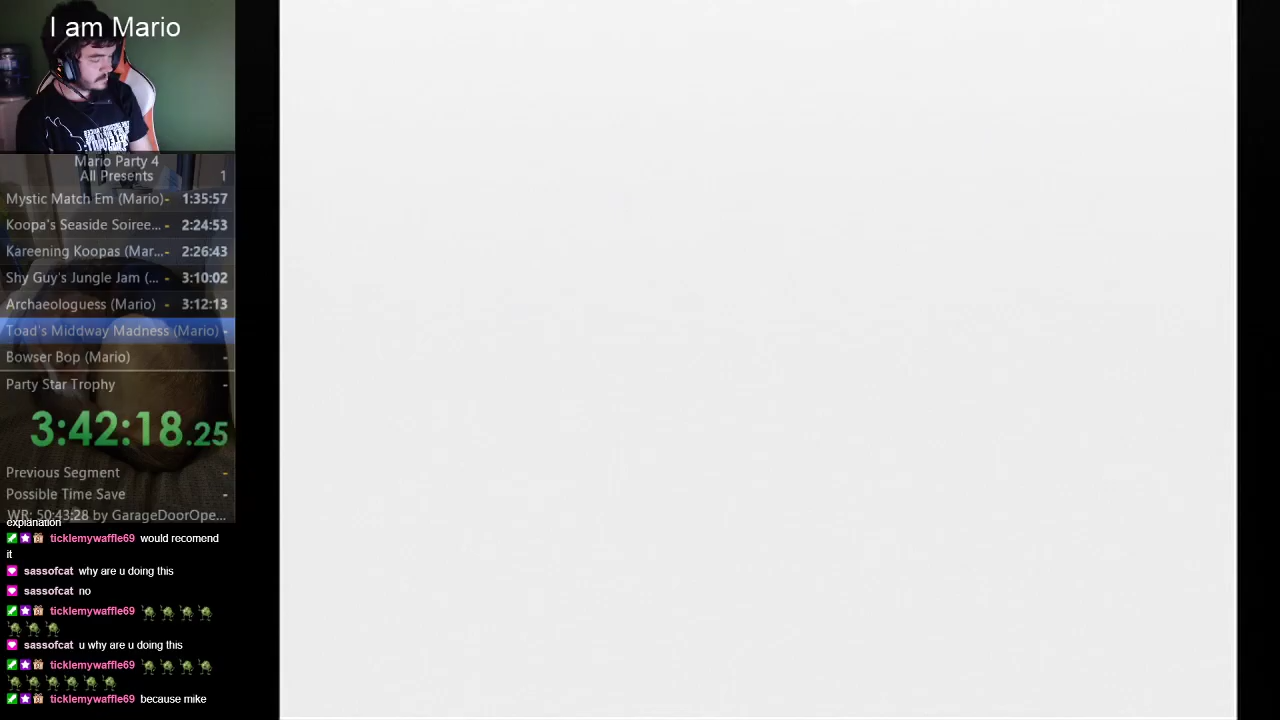 I am Mario
Mario Party 4
All Presents 1
Mystic Match Em (Mario) - 1:35:57
Koopa's Seaside Soiree... - 2:24:53
Kareening Koopas (Mar... - 2:26:43
Shy Guy's Jungle Jam (... - 3:10:02
Archaeologuess (Mario) - 3:12:13
Toad's Middway Madness (Mario) -
Bowser Bop (Mario) -
Party Star Trophy -
3:42:18.25
Previous Segment -
Possible Time Save -
WR: 50:43:28 by GarageDoorOpe...
explanation
ticklemywaffle69 would recomend
it
sassofcat why are u doing this
sassofcat no
ticklemywaffle69
sassofcat u why are u doing this
ticklemywaffle69
ticklemywaffle69 because mike